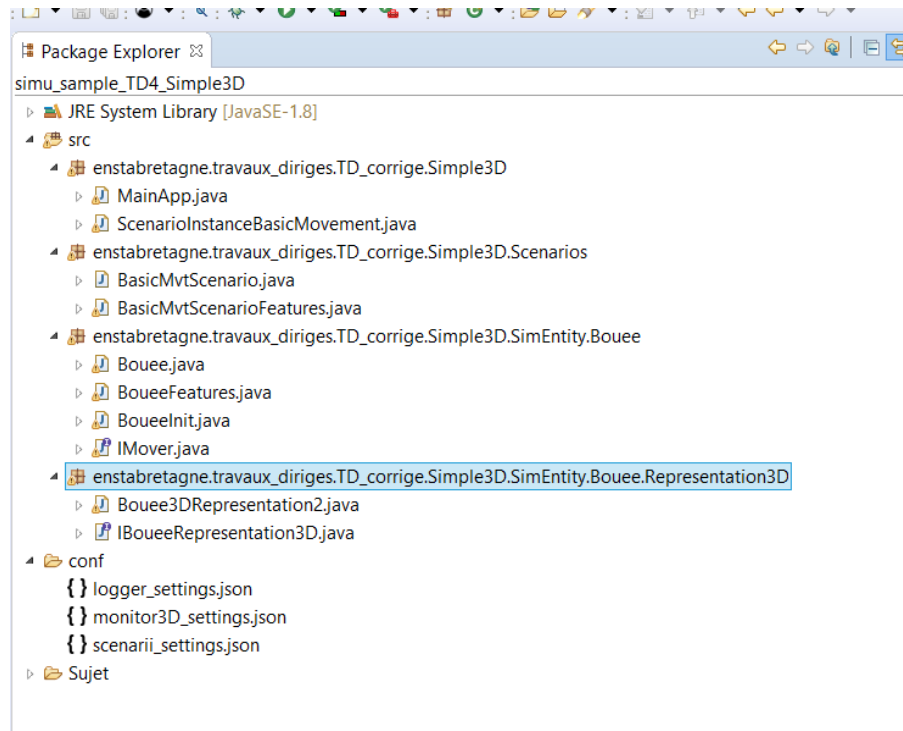 Package Explorer
simu_sample_TD4_Simple3D
JRE System Library [JavaSE-1.8]
src
enstabretagne.travaux_diriges.TD_corrige.Simple3D
MainApp.java
ScenarioInstanceBasicMovement.java
enstabretagne.travaux_diriges.TD_corrige.Simple3D.Scenarios
BasicMvtScenario.java
BasicMvtScenarioFeatures.java
enstabretagne.travaux_diriges.TD_corrige.Simple3D.SimEntity.Bouee
Bouee.java
BoueeFeatures.java
BoueeInit.java
IMover.java
enstabretagne.travaux_diriges.TD_corrige.Simple3D.SimEntity.Bouee.Representation3D
Bouee3DRepresentation2.java
IBoueeRepresentation3D.java
conf
logger_settings.json
monitor3D_settings.json
scenarii_settings.json
Sujet